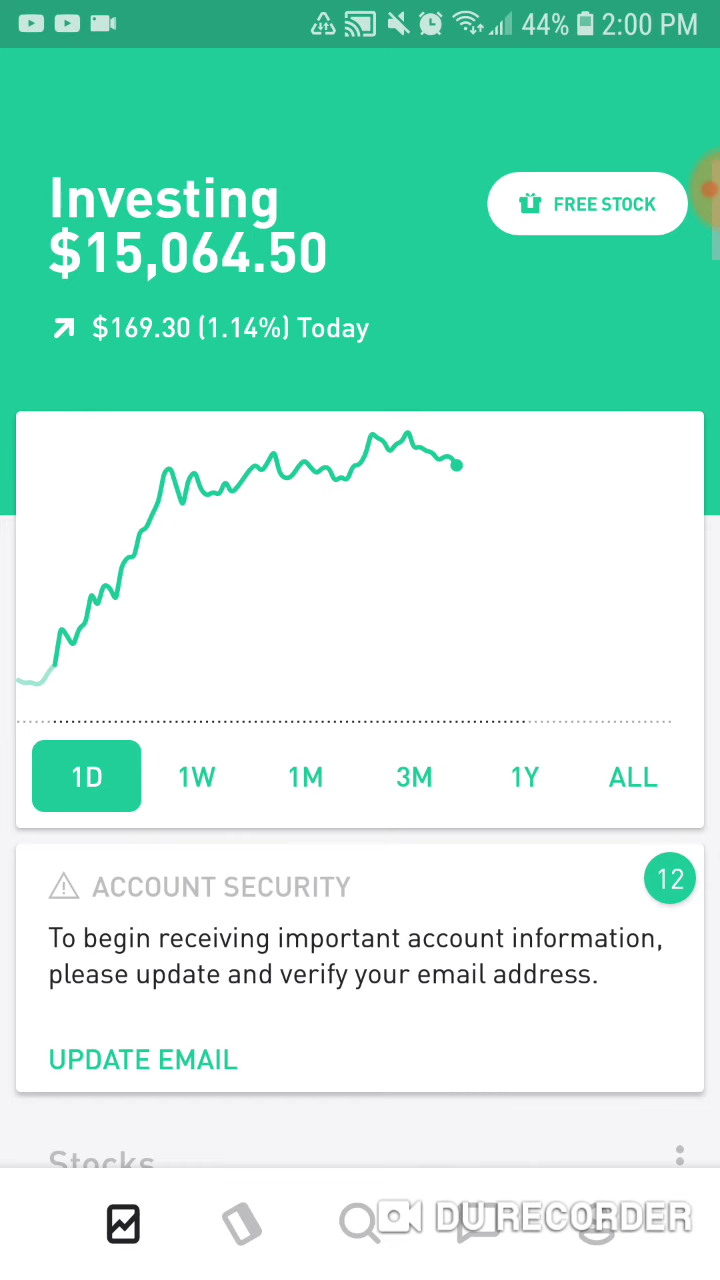 44% 2:00 PM
Investing
$15,064.50
FREE STOCK
$169.30 (1.14%) Today
1D 1W 1M 3M 1Y ALL
ACCOUNT SECURITY
12
To begin receiving important account information,
please update and verify your email address.
UPDATE EMAIL
Stocks
DU RECORDER